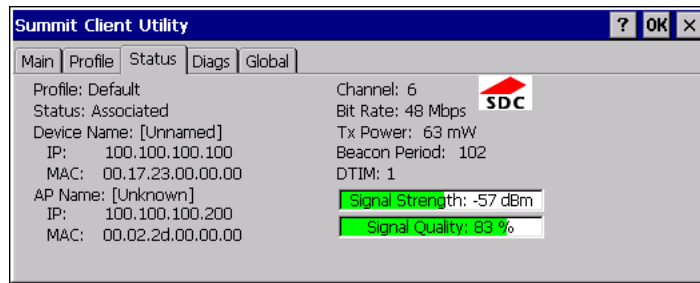 Summit Client Utility ? OK ×
Main Profile Status Diags Global
Profile: Default
Status: Associated
Device Name: [Unnamed]
IP: 100.100.100.100
MAC: 00.17.23.00.00.00
AP Name: [Unknown]
IP: 100.100.100.200
MAC: 00.02.2d.00.00.00
Channel: 6
Bit Rate: 48 Mbps
Tx Power: 63 mW
Beacon Period: 102
DTIM: 1
SDC
Signal Strength: -57 dBm
Signal Quality: 83 %